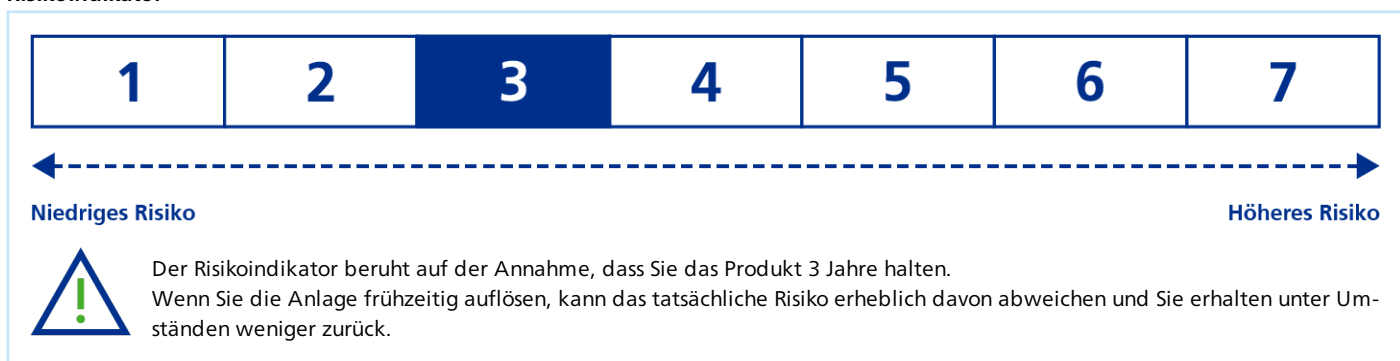 1 2 3 4 5 6 7
Niedriges Risiko Höheres Risiko
Der Risikoindikator beruht auf der Annahme, dass Sie das Produkt 3 Jahre halten.
Wenn Sie die Anlage frühzeitig auflösen, kann das tatsächliche Risiko erheblich davon abweichen und Sie erhalten unter Um-
ständen weniger zurück.